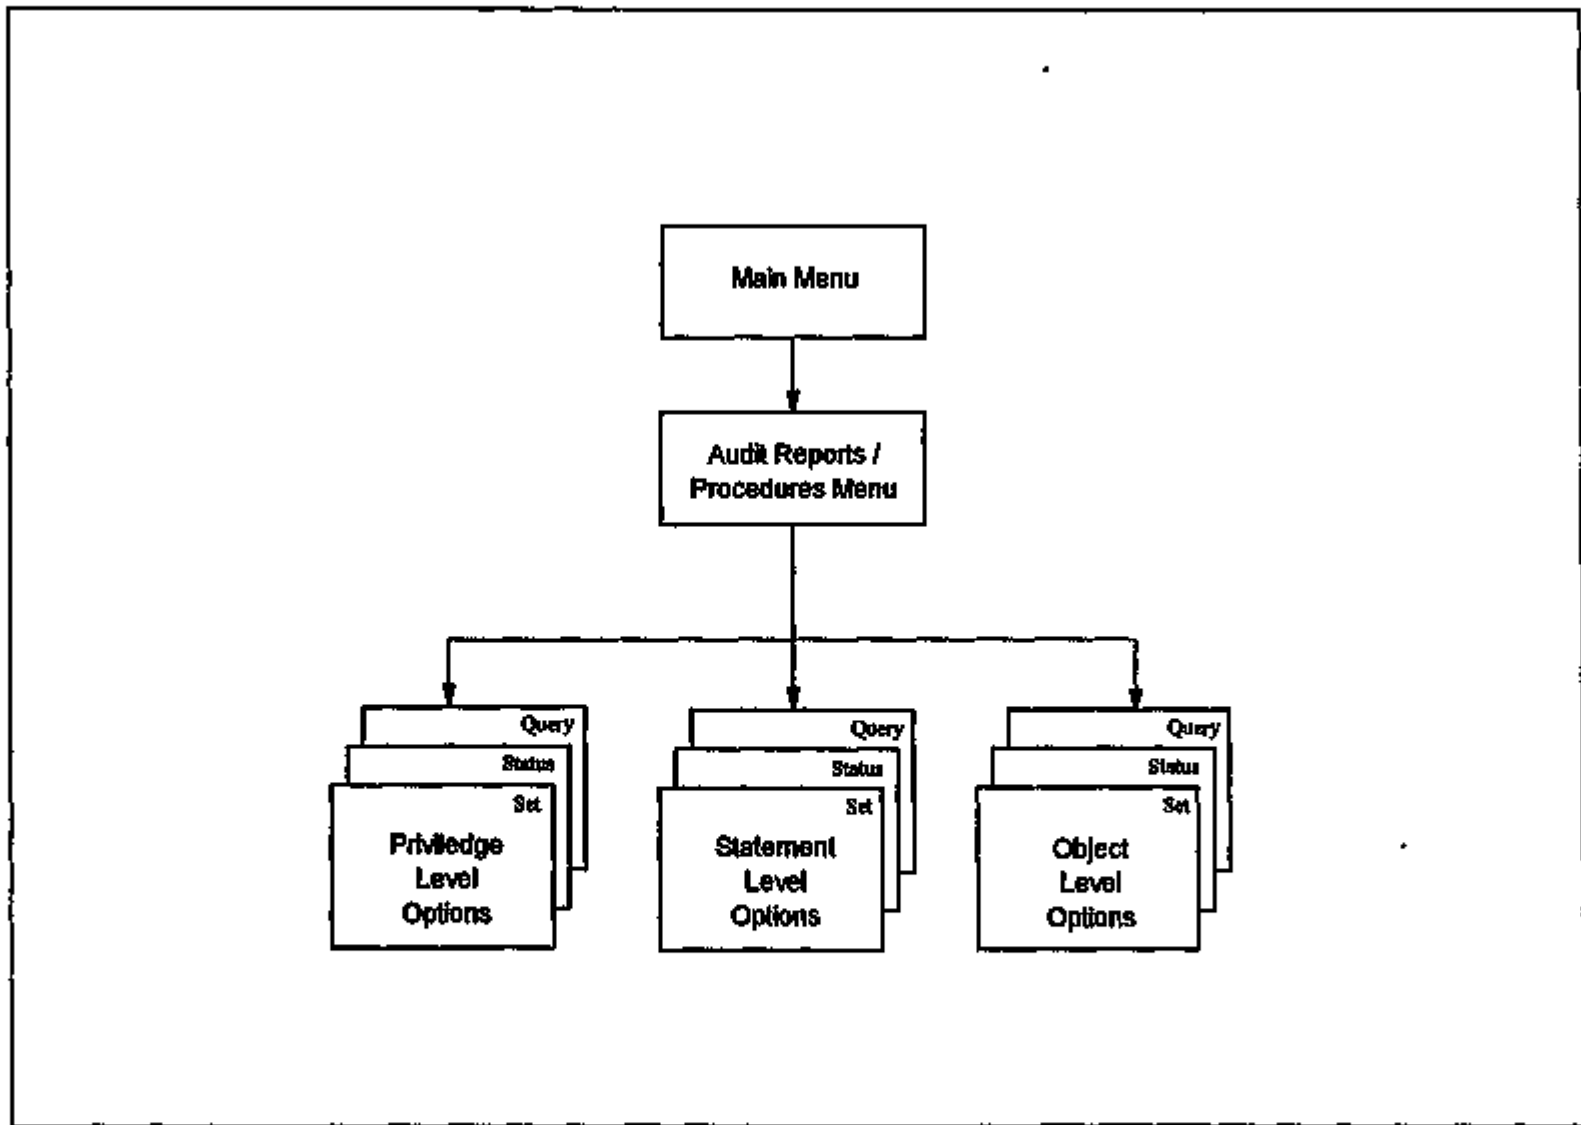 Main Menu
Audit Reports /
Procedures Menu
Query
Status
Set
Priviledge
Level
Options
Query
Status
Set
Statement
Level
Options
Query
Status
Set
Object
Level
Options